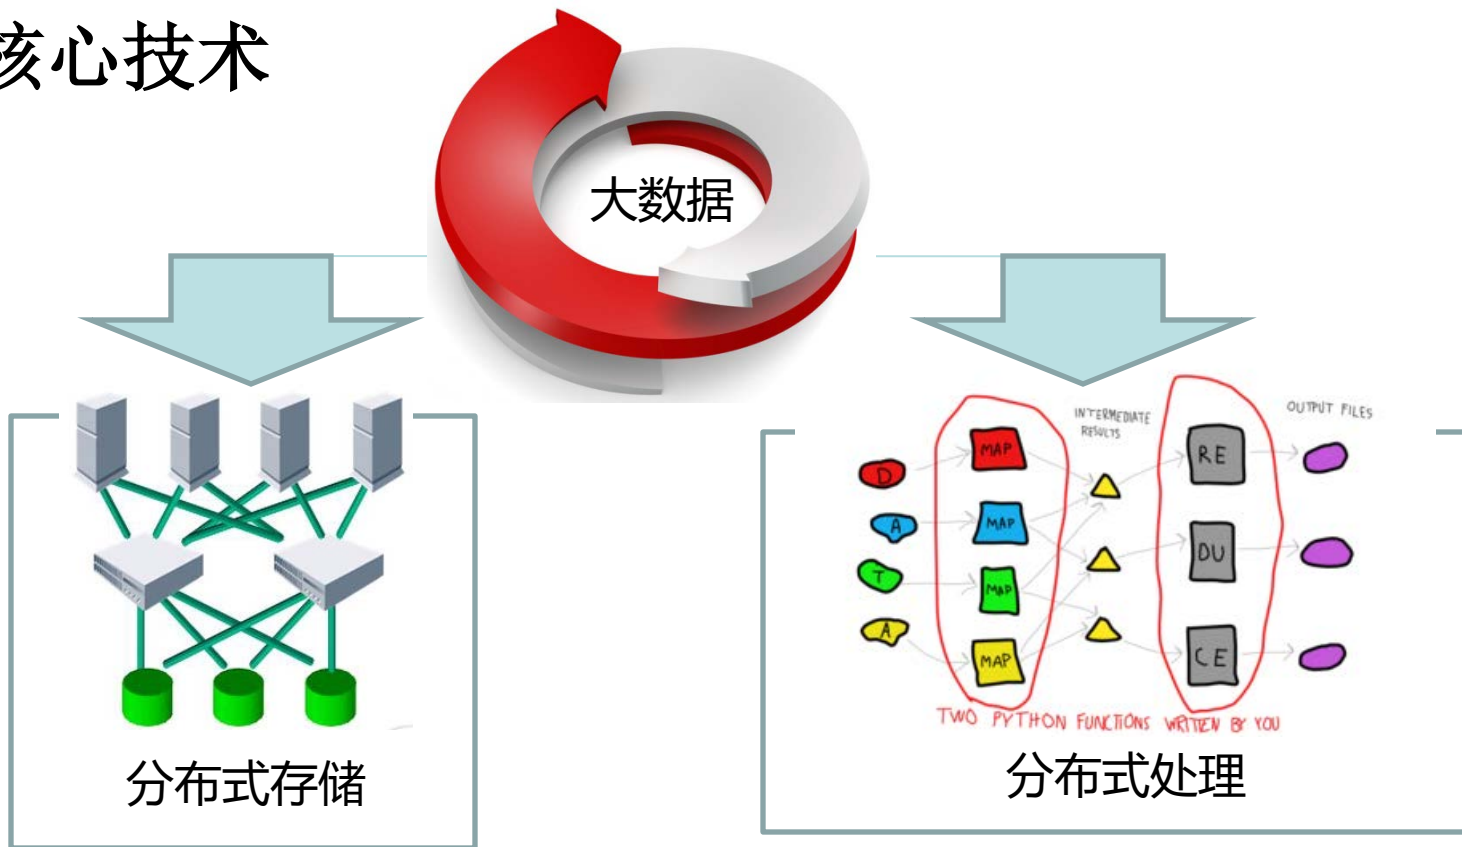 核心技术
大数据
INTERMEDIATE
RESULTS
OUTPUT FILES
D
MAP
RE
A
MAP
DU
T
MAP
A
MAP
CE
TWO PYTHON FUNCTIONS WRITTEN BY YOU
分布式存储
分布式处理